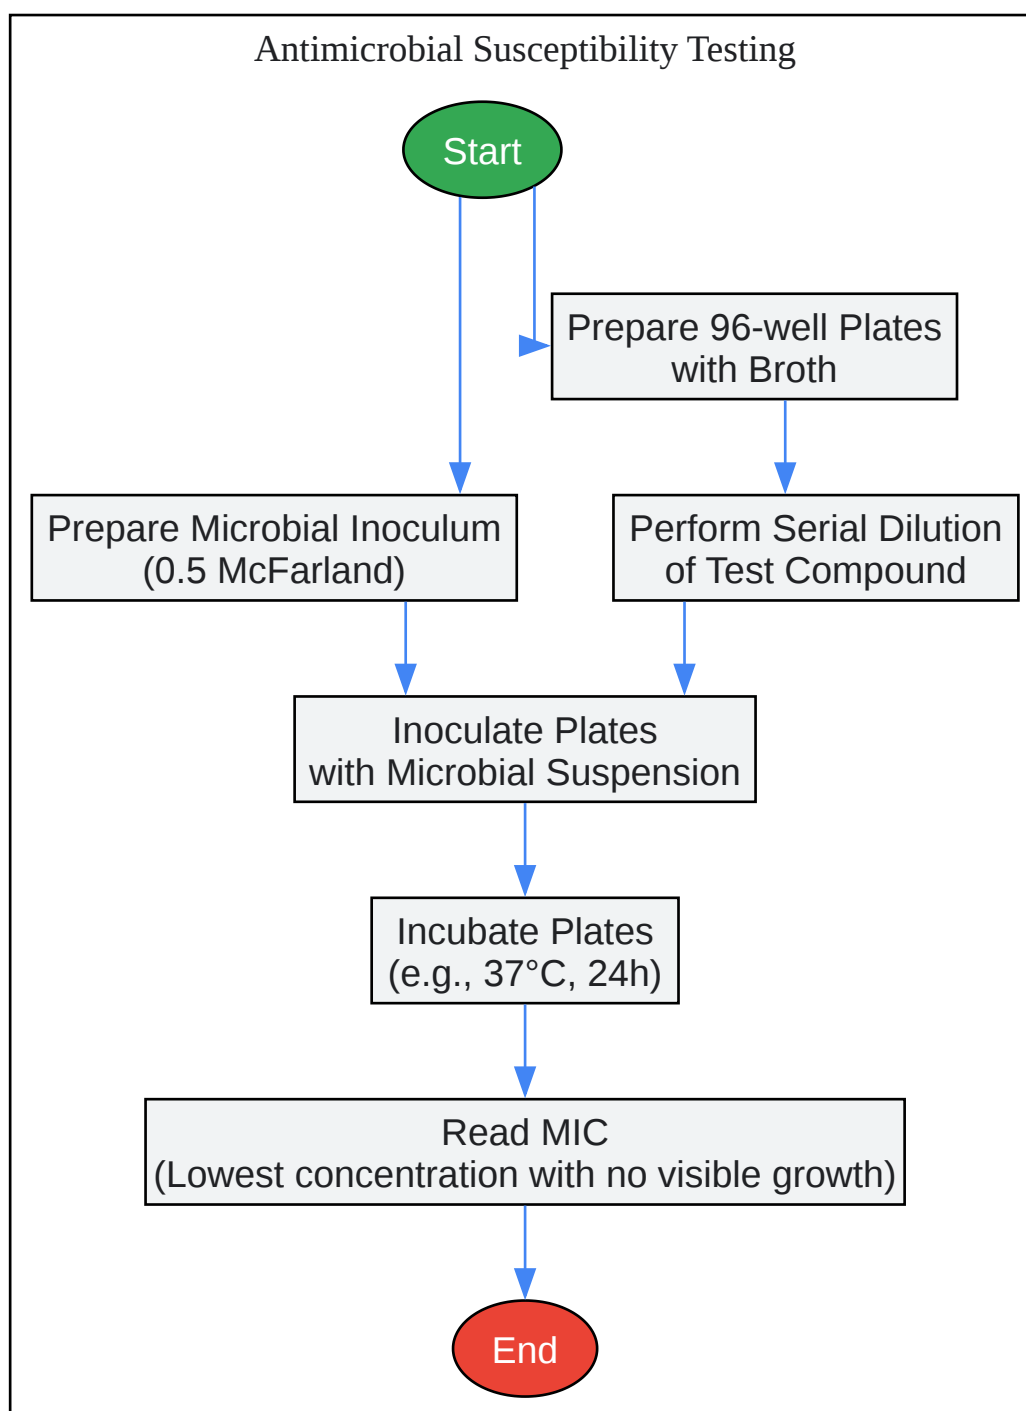 Antimicrobial Susceptibility Testing
Start
Prepare 96-well Plates
with Broth
Prepare Microbial Inoculum
(0.5 McFarland)
Perform Serial Dilution
of Test Compound
Inoculate Plates
with Microbial Suspension
Incubate Plates
(e.g., 37°C, 24h)
Read MIC
(Lowest concentration with no visible growth)
End